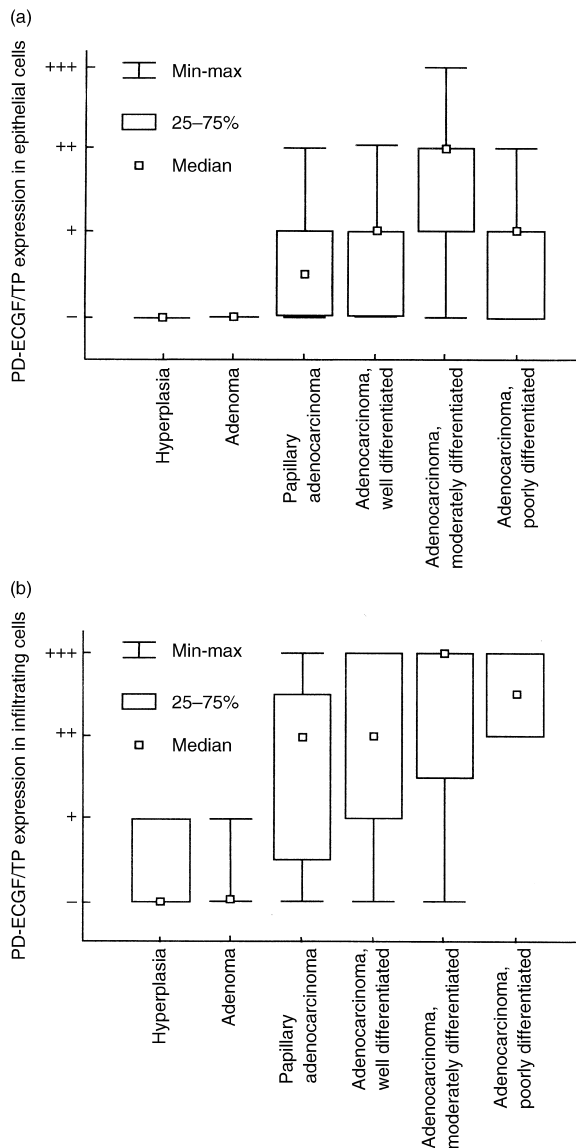 (a)
PD-ECGF/TP expression in epithelial cells
+++
++
+
–
Min-max
25–75%
Median
Hyperplasia
Adenoma
Papillary
adenocarcinoma
Adenocarcinoma,
well differentiated
Adenocarcinoma,
moderately differentiated
Adenocarcinoma,
poorly differentiated
(b)
PD-ECGF/TP expression in infiltrating cells
+++
++
+
–
Min-max
25–75%
Median
Hyperplasia
Adenoma
Papillary
adenocarcinoma
Adenocarcinoma,
well differentiated
Adenocarcinoma,
moderately differentiated
Adenocarcinoma,
poorly differentiated